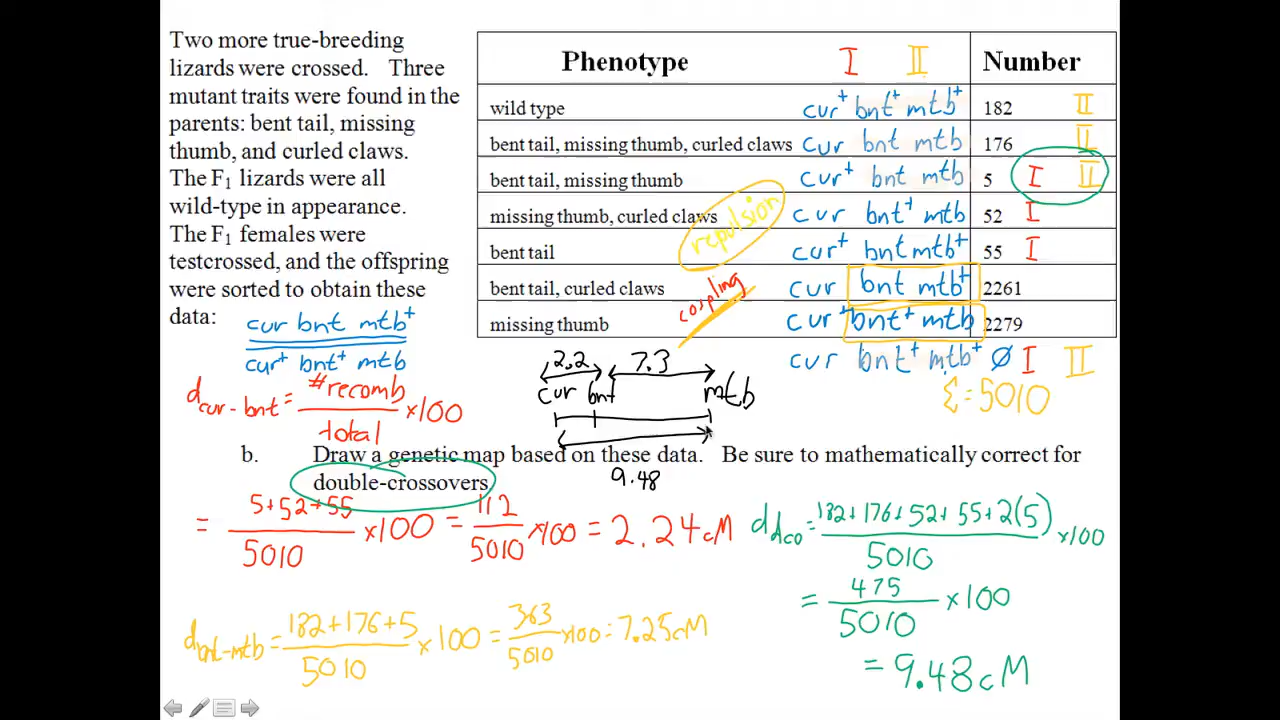 Two more true-breeding
lizards were crossed. Three
mutant traits were found in the
parents: bent tail, missing
thumb, and curled claws.
The F1 lizards were all
wild-type in appearance.
The F1 females were
testcrossed, and the offspring
were sorted to obtain these
data:
cur bnt mtb+
cur+ bnt+ mtb
Phenotype I II Number
wild type cur+ bnt+ mtb+ 182 II
bent tail, missing thumb, curled claws cur bnt mtb 176 II
bent tail, missing thumb cur+ bnt mtb 5 I II
missing thumb, curled claws cur bnt+ mtb 52 I
bent tail cur+ bnt mtb+ 55 I
bent tail, curled claws cur bnt mtb+ 2261
missing thumb cur+ bnt+ mtb 2279
cur bnt+ mtb+ Ø I II
repulsion
coupling
Σ=5010
2.2 7.3
cur bnt mtb
9.48
d cur-bnt = #recomb / total ×100
b. Draw a genetic map based on these data. Be sure to mathematically correct for
double-crossovers
= 5+52+55 / 5010 ×100 = 112 / 5010 ×100 = 2.24cM
d bnt-mtb = 182+176+5 / 5010 ×100 = 363 / 5010 ×100 = 7.25cM
d dco = 182+176+52+55+2(5) / 5010 ×100
= 475 / 5010 ×100
= 9.48cM